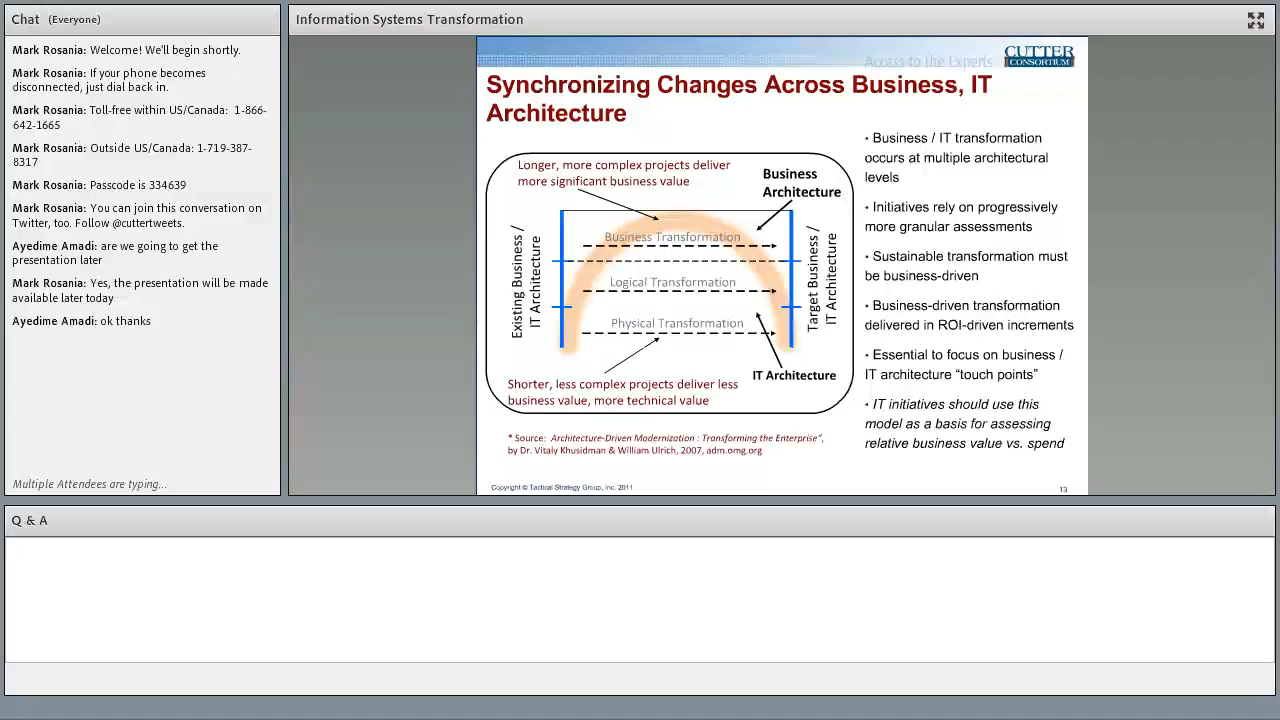 Chat (Everyone)
Mark Rosania: Welcome! We'll begin shortly.
Mark Rosania: If your phone becomes
disconnected, just dial back in.
Mark Rosania: Toll-free within US/Canada: 1-866-
642-1665
Mark Rosania: Outside US/Canada: 1-719-387-
8317
Mark Rosania: Passcode is 334639
Mark Rosania: You can join this conversation on
Twitter, too. Follow @cuttertweets.
Ayedime Amadi: are we going to get the
presentation later
Mark Rosania: Yes, the presentation will be made
available later today
Ayedime Amadi: ok thanks
Multiple Attendees are typing...
Information Systems Transformation
Access to the Experts
CUTTER
CONSORTIUM
Synchronizing Changes Across Business, IT
Architecture
Longer, more complex projects deliver
more significant business value
Business
Architecture
Existing Business /
IT Architecture
Business Transformation
Logical Transformation
Physical Transformation
Target Business /
IT Architecture
IT Architecture
Shorter, less complex projects deliver less
business value, more technical value
* Source: Architecture-Driven Modernization : Transforming the Enterprise",
by Dr. Vitaly Khusidman & William Ulrich, 2007, adm.omg.org
• Business / IT transformation
occurs at multiple architectural
levels
• Initiatives rely on progressively
more granular assessments
• Sustainable transformation must
be business-driven
• Business-driven transformation
delivered in ROI-driven increments
• Essential to focus on business /
IT architecture “touch points”
• IT initiatives should use this
model as a basis for assessing
relative business value vs. spend
Copyright © Tactical Strategy Group, Inc. 2011
13
Q & A